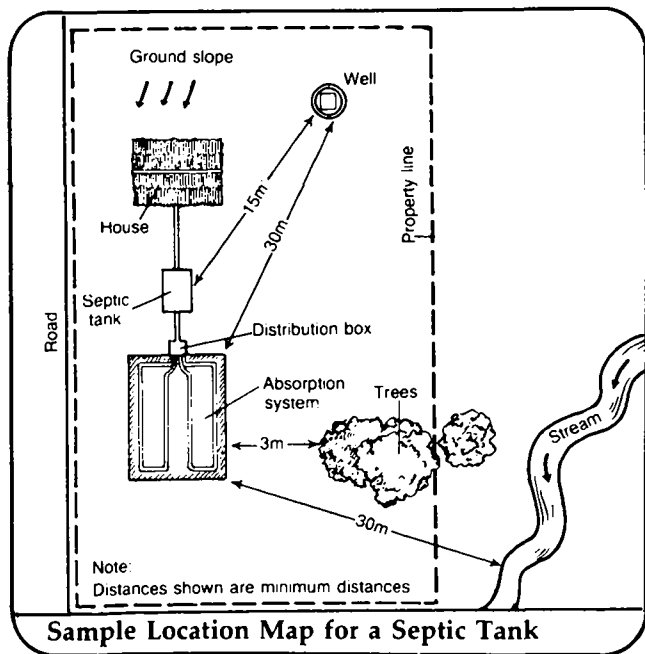 Ground slope
Well
House
15m
30m
Property line
Septic
tank
Distribution box
Road
Absorption
system
Trees
3m
Stream
30m
Note:
Distances shown are minimum distances
Sample Location Map for a Septic Tank